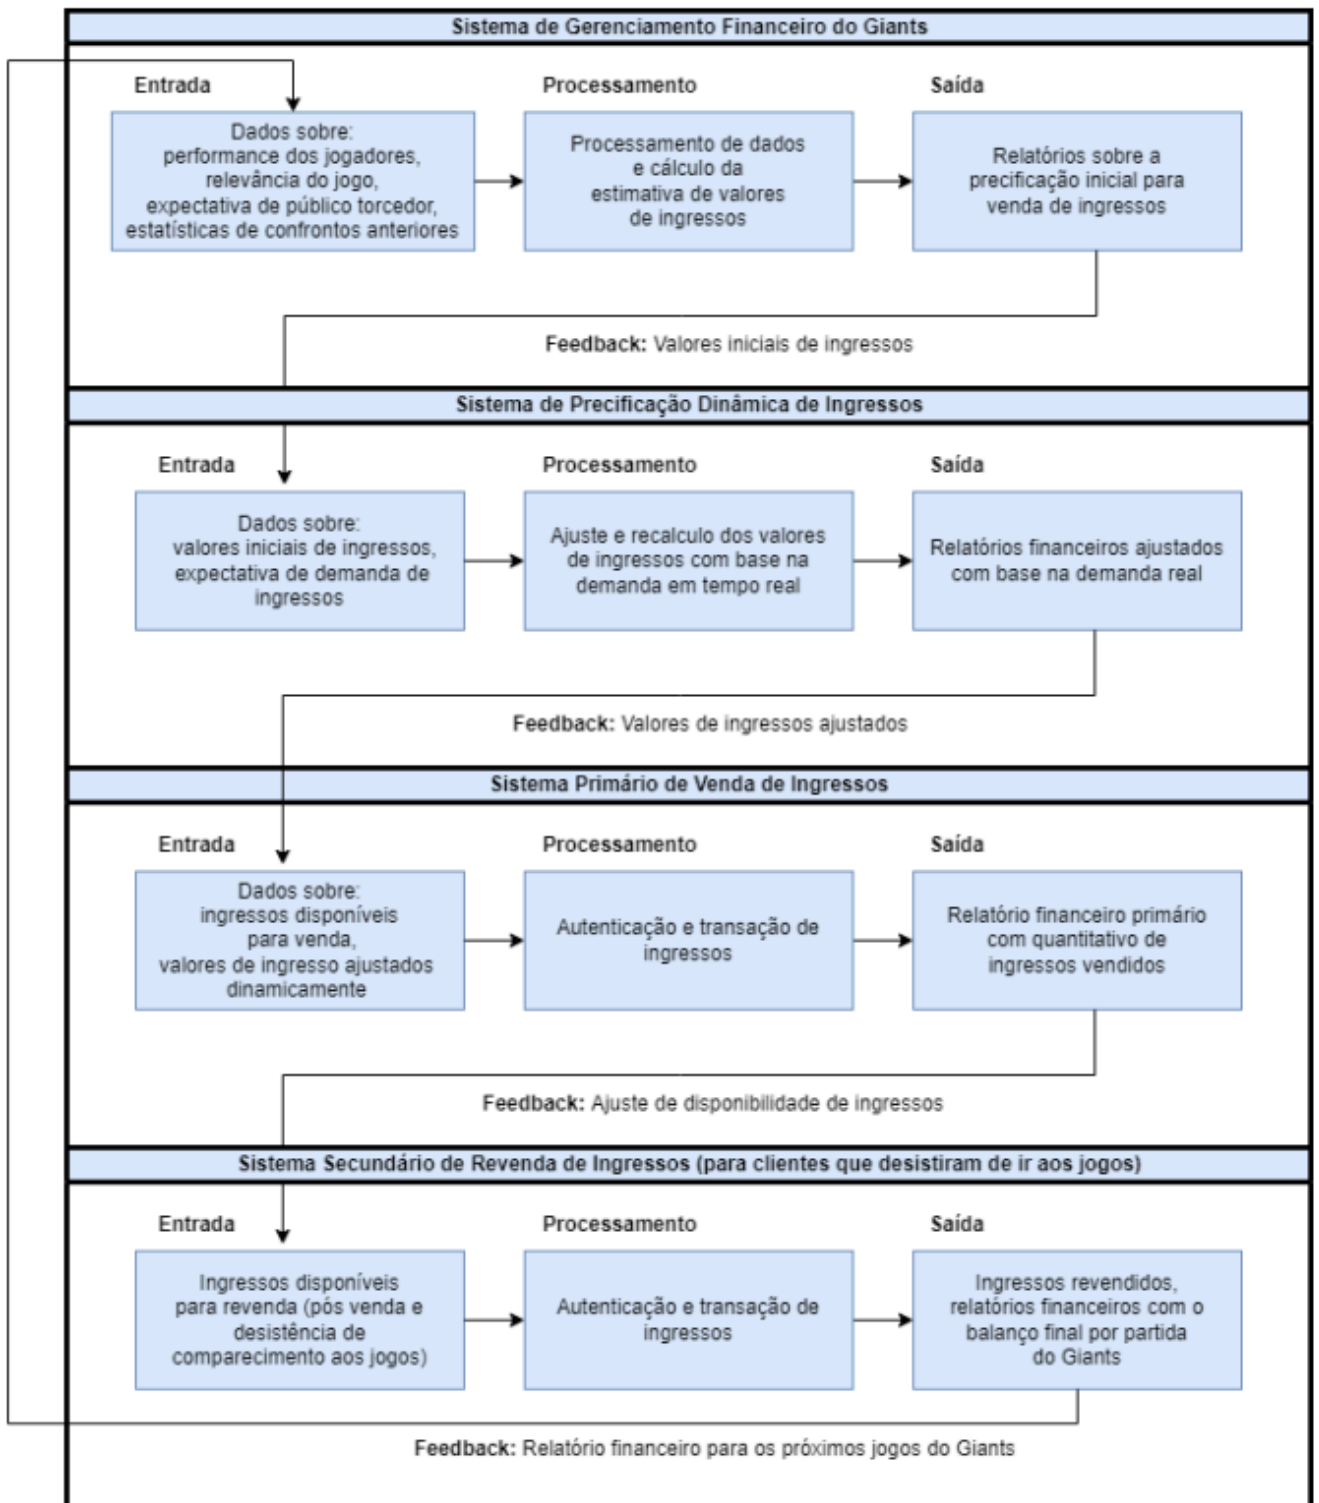 Sistema de Gerenciamento Financeiro do Giants
Entrada
Processamento
Saída
Dados sobre:
performance dos jogadores,
relevância do jogo,
expectativa de público torcedor,
estatísticas de confrontos anteriores
Processamento de dados
e cálculo da
estimativa de valores
de ingressos
Relatórios sobre a
precificação inicial para
venda de ingressos
Feedback: Valores iniciais de ingressos
Sistema de Precificação Dinâmica de Ingressos
Entrada
Processamento
Saída
Dados sobre:
valores iniciais de ingressos,
expectativa de demanda de
ingressos
Ajuste e recalculo dos valores
de ingressos com base na
demanda em tempo real
Relatórios financeiros ajustados
com base na demanda real
Feedback: Valores de ingressos ajustados
Sistema Primário de Venda de Ingressos
Entrada
Processamento
Saída
Dados sobre:
ingressos disponíveis
para venda,
valores de ingresso ajustados
dinamicamente
Autenticação e transação de
ingressos
Relatório financeiro primário
com quantitativo de
ingressos vendidos
Feedback: Ajuste de disponibilidade de ingressos
Sistema Secundário de Revenda de Ingressos (para clientes que desistiram de ir aos jogos)
Entrada
Processamento
Saída
Ingressos disponíveis
para revenda (pós venda e
desistência de
comparecimento aos jogos)
Autenticação e transação de
ingressos
Ingressos revendidos,
relatórios financeiros com o
balanço final por partida
do Giants
Feedback: Relatório financeiro para os próximos jogos do Giants